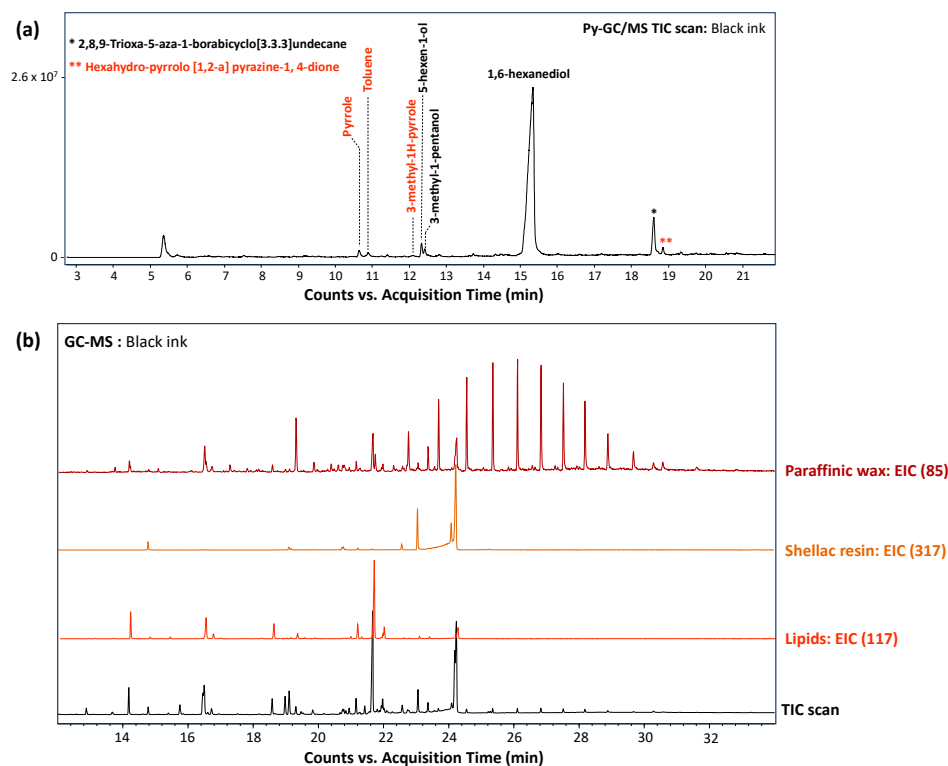 (a)
Py-GC/MS TIC scan: Black ink
* 2,8,9-Trioxa-5-aza-1-borabicyclo[3.3.3]undecane
** Hexahydro-pyrrolo [1,2-a] pyrazine-1, 4-dione
2.6 x 10⁷
0
Pyrrole
Toluene
3-methyl-1H-pyrrole
5-hexen-1-ol
3-methyl-1-pentanol
1,6-hexanediol
*
**
3 4 5 6 7 8 9 10 11 12 13 14 15 16 17 18 19 20 21
Counts vs. Acquisition Time (min)
(b)
GC-MS : Black ink
Paraffinic wax: EIC (85)
Shellac resin: EIC (317)
Lipids: EIC (117)
TIC scan
14 16 18 20 22 24 26 28 30 32
Counts vs. Acquisition Time (min)